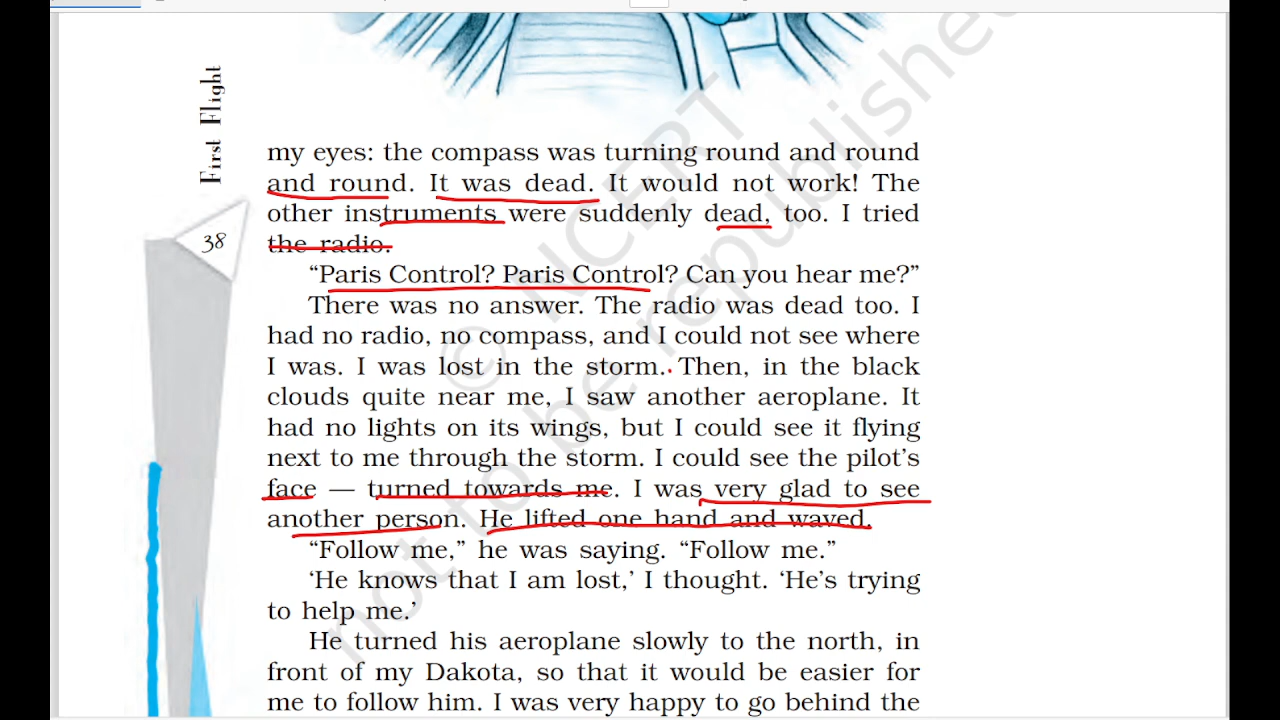 First Flight
my eyes: the compass was turning round and round
and round. It was dead. It would not work! The
other instruments were suddenly dead, too. I tried
38
the radio.
“Paris Control? Paris Control? Can you hear me?”
There was no answer. The radio was dead too. I
had no radio, no compass, and I could not see where
I was. I was lost in the storm. Then, in the black
clouds quite near me, I saw another aeroplane. It
had no lights on its wings, but I could see it flying
next to me through the storm. I could see the pilot’s
face — turned towards me. I was very glad to see
another person. He lifted one hand and waved.
“Follow me,” he was saying. “Follow me.”
‘He knows that I am lost,’ I thought. ‘He’s trying
to help me.’
He turned his aeroplane slowly to the north, in
front of my Dakota, so that it would be easier for
me to follow him. I was very happy to go behind the
© NCERT
not to be republished